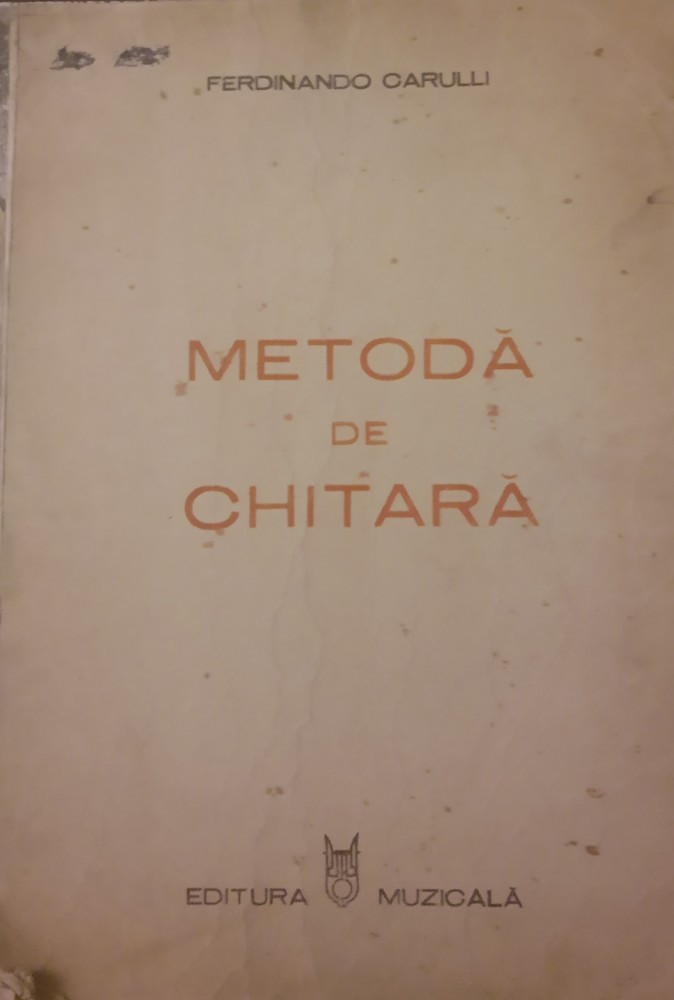 FERDINANDO CARULLI
METODĂ
DE
CHITARĂ
EDITURA MUZICALĂ